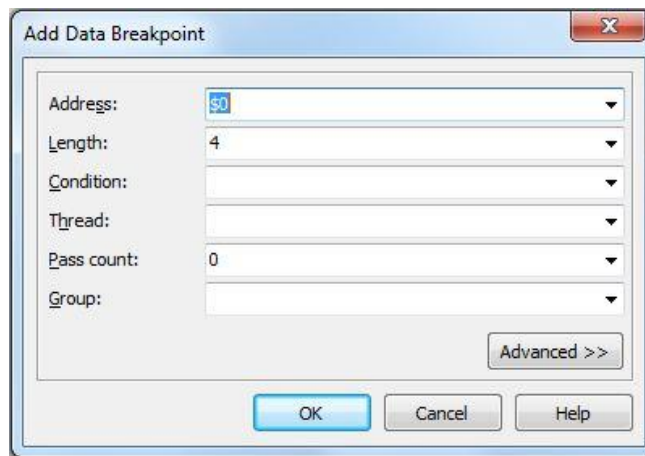 Add Data Breakpoint
Address: $0
Length: 4
Condition:
Thread:
Pass count: 0
Group:
Advanced >>
OK Cancel Help